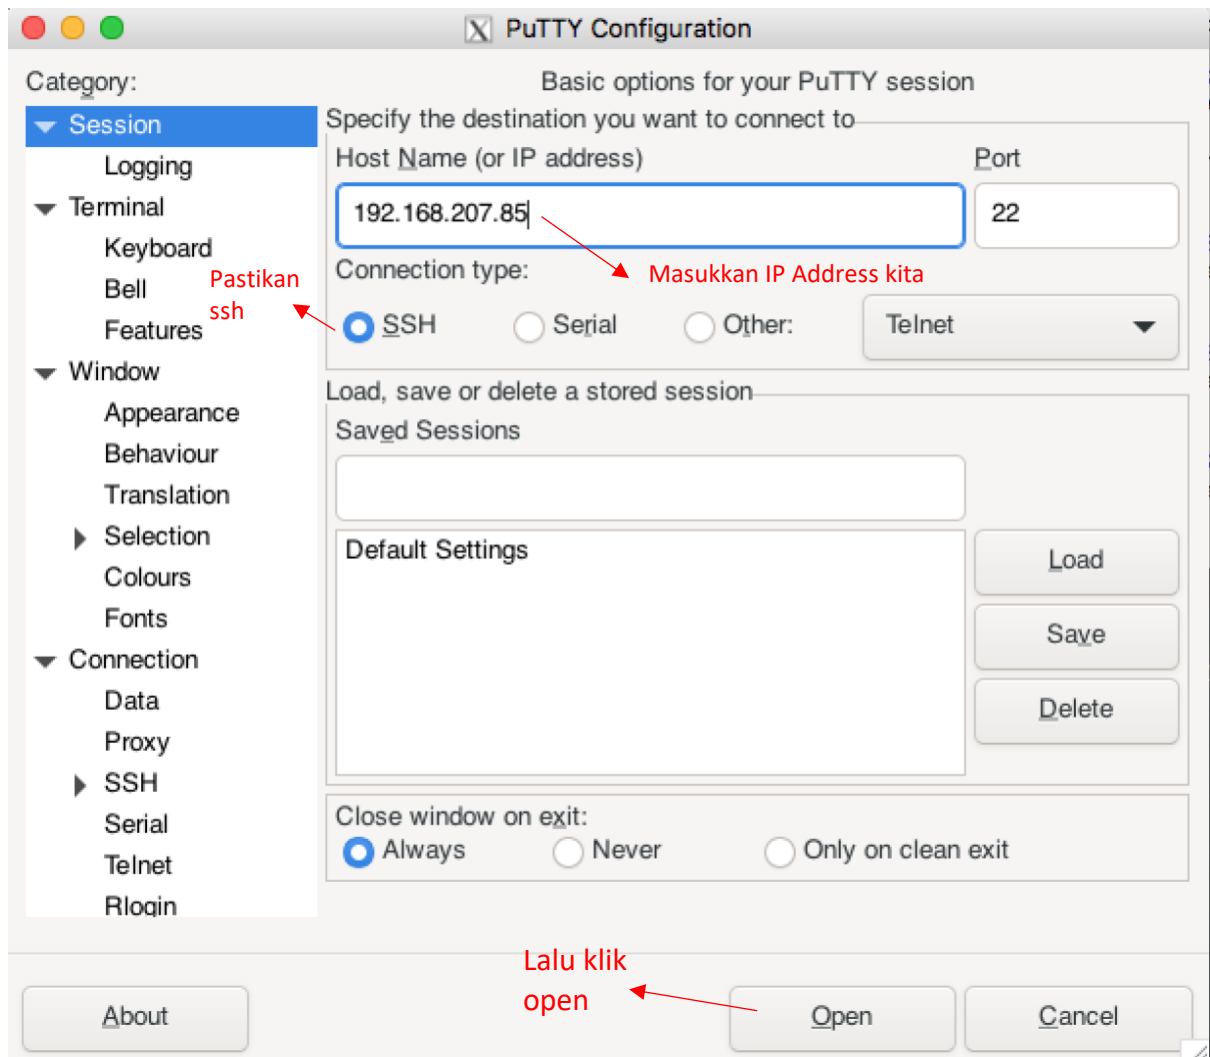 PuTTY Configuration
Category:
Basic options for your PuTTY session
Session
Logging
Terminal
Keyboard
Bell
Features
Window
Appearance
Behaviour
Translation
Selection
Colours
Fonts
Connection
Data
Proxy
SSH
Serial
Telnet
Rlogin
Specify the destination you want to connect to
Host Name (or IP address)
Port
192.168.207.85
22
Connection type:
Masukkan IP Address kita
Pastikan
ssh
SSH
Serial
Other:
Telnet
Load, save or delete a stored session
Saved Sessions
Default Settings
Load
Save
Delete
Close window on exit:
Always
Never
Only on clean exit
Lalu klik
open
About
Open
Cancel